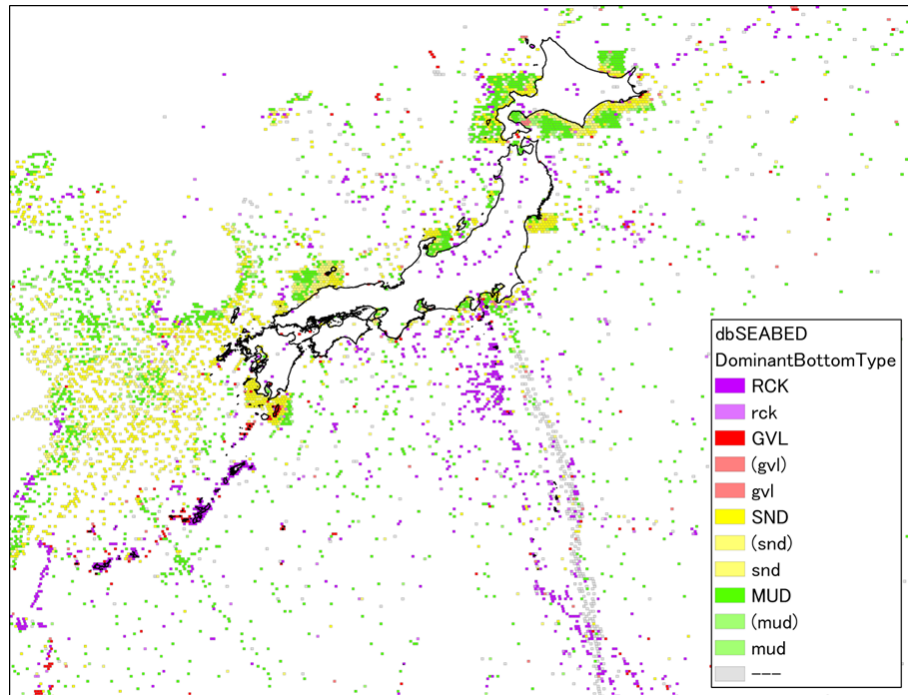 dbSEABED
DominantBottomType
RCK
rck
GVL
(gvl)
gvl
SND
(snd)
snd
MUD
(mud)
mud
---